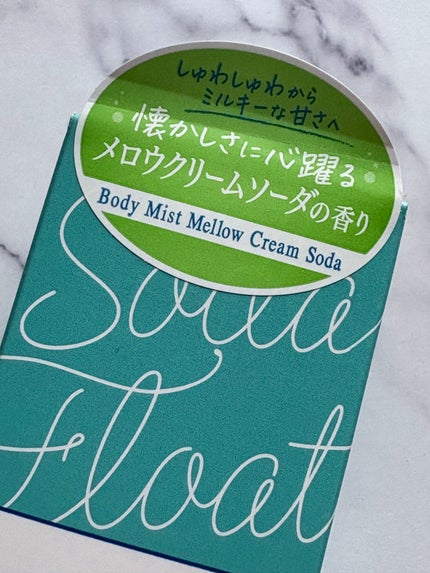 しゅわしゅわから
ミルキーな甘さへ
懐かしさに心躍る
メロウクリームソーダの香り
Body Mist Mellow Cream Soda
Soda
Float